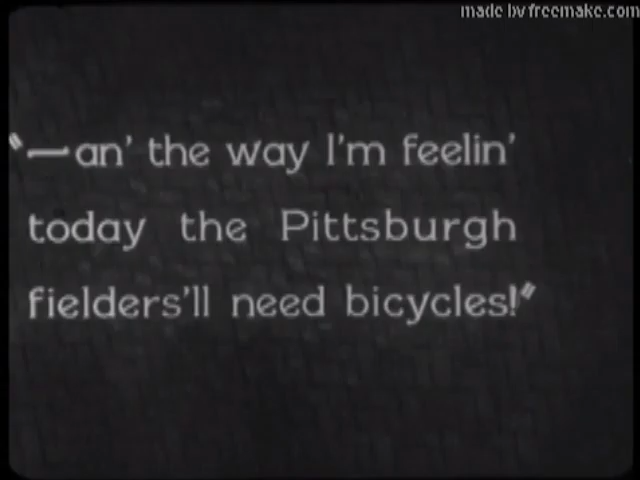 made by freemake.com
"—an' the way I'm feelin'
today the Pittsburgh
fielders'll need bicycles!"